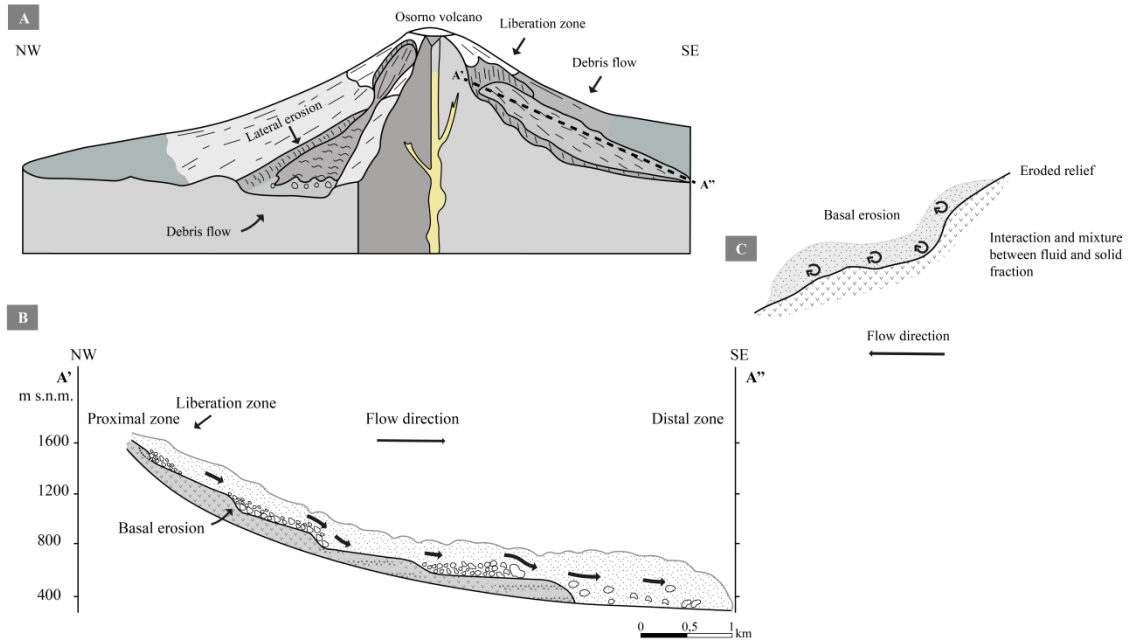 A
Osorno volcano
Liberation zone
NW
SE
Debris flow
A'
Lateral erosion
A"
Debris flow
Eroded relief
Basal erosion
C
Interaction and mixture
between fluid and solid
fraction
Flow direction
B
NW
SE
A'
A"
m s.n.m.
Liberation zone
Proximal zone
Flow direction
Distal zone
1600
1200
Basal erosion
800
400
0 0,5 1
km